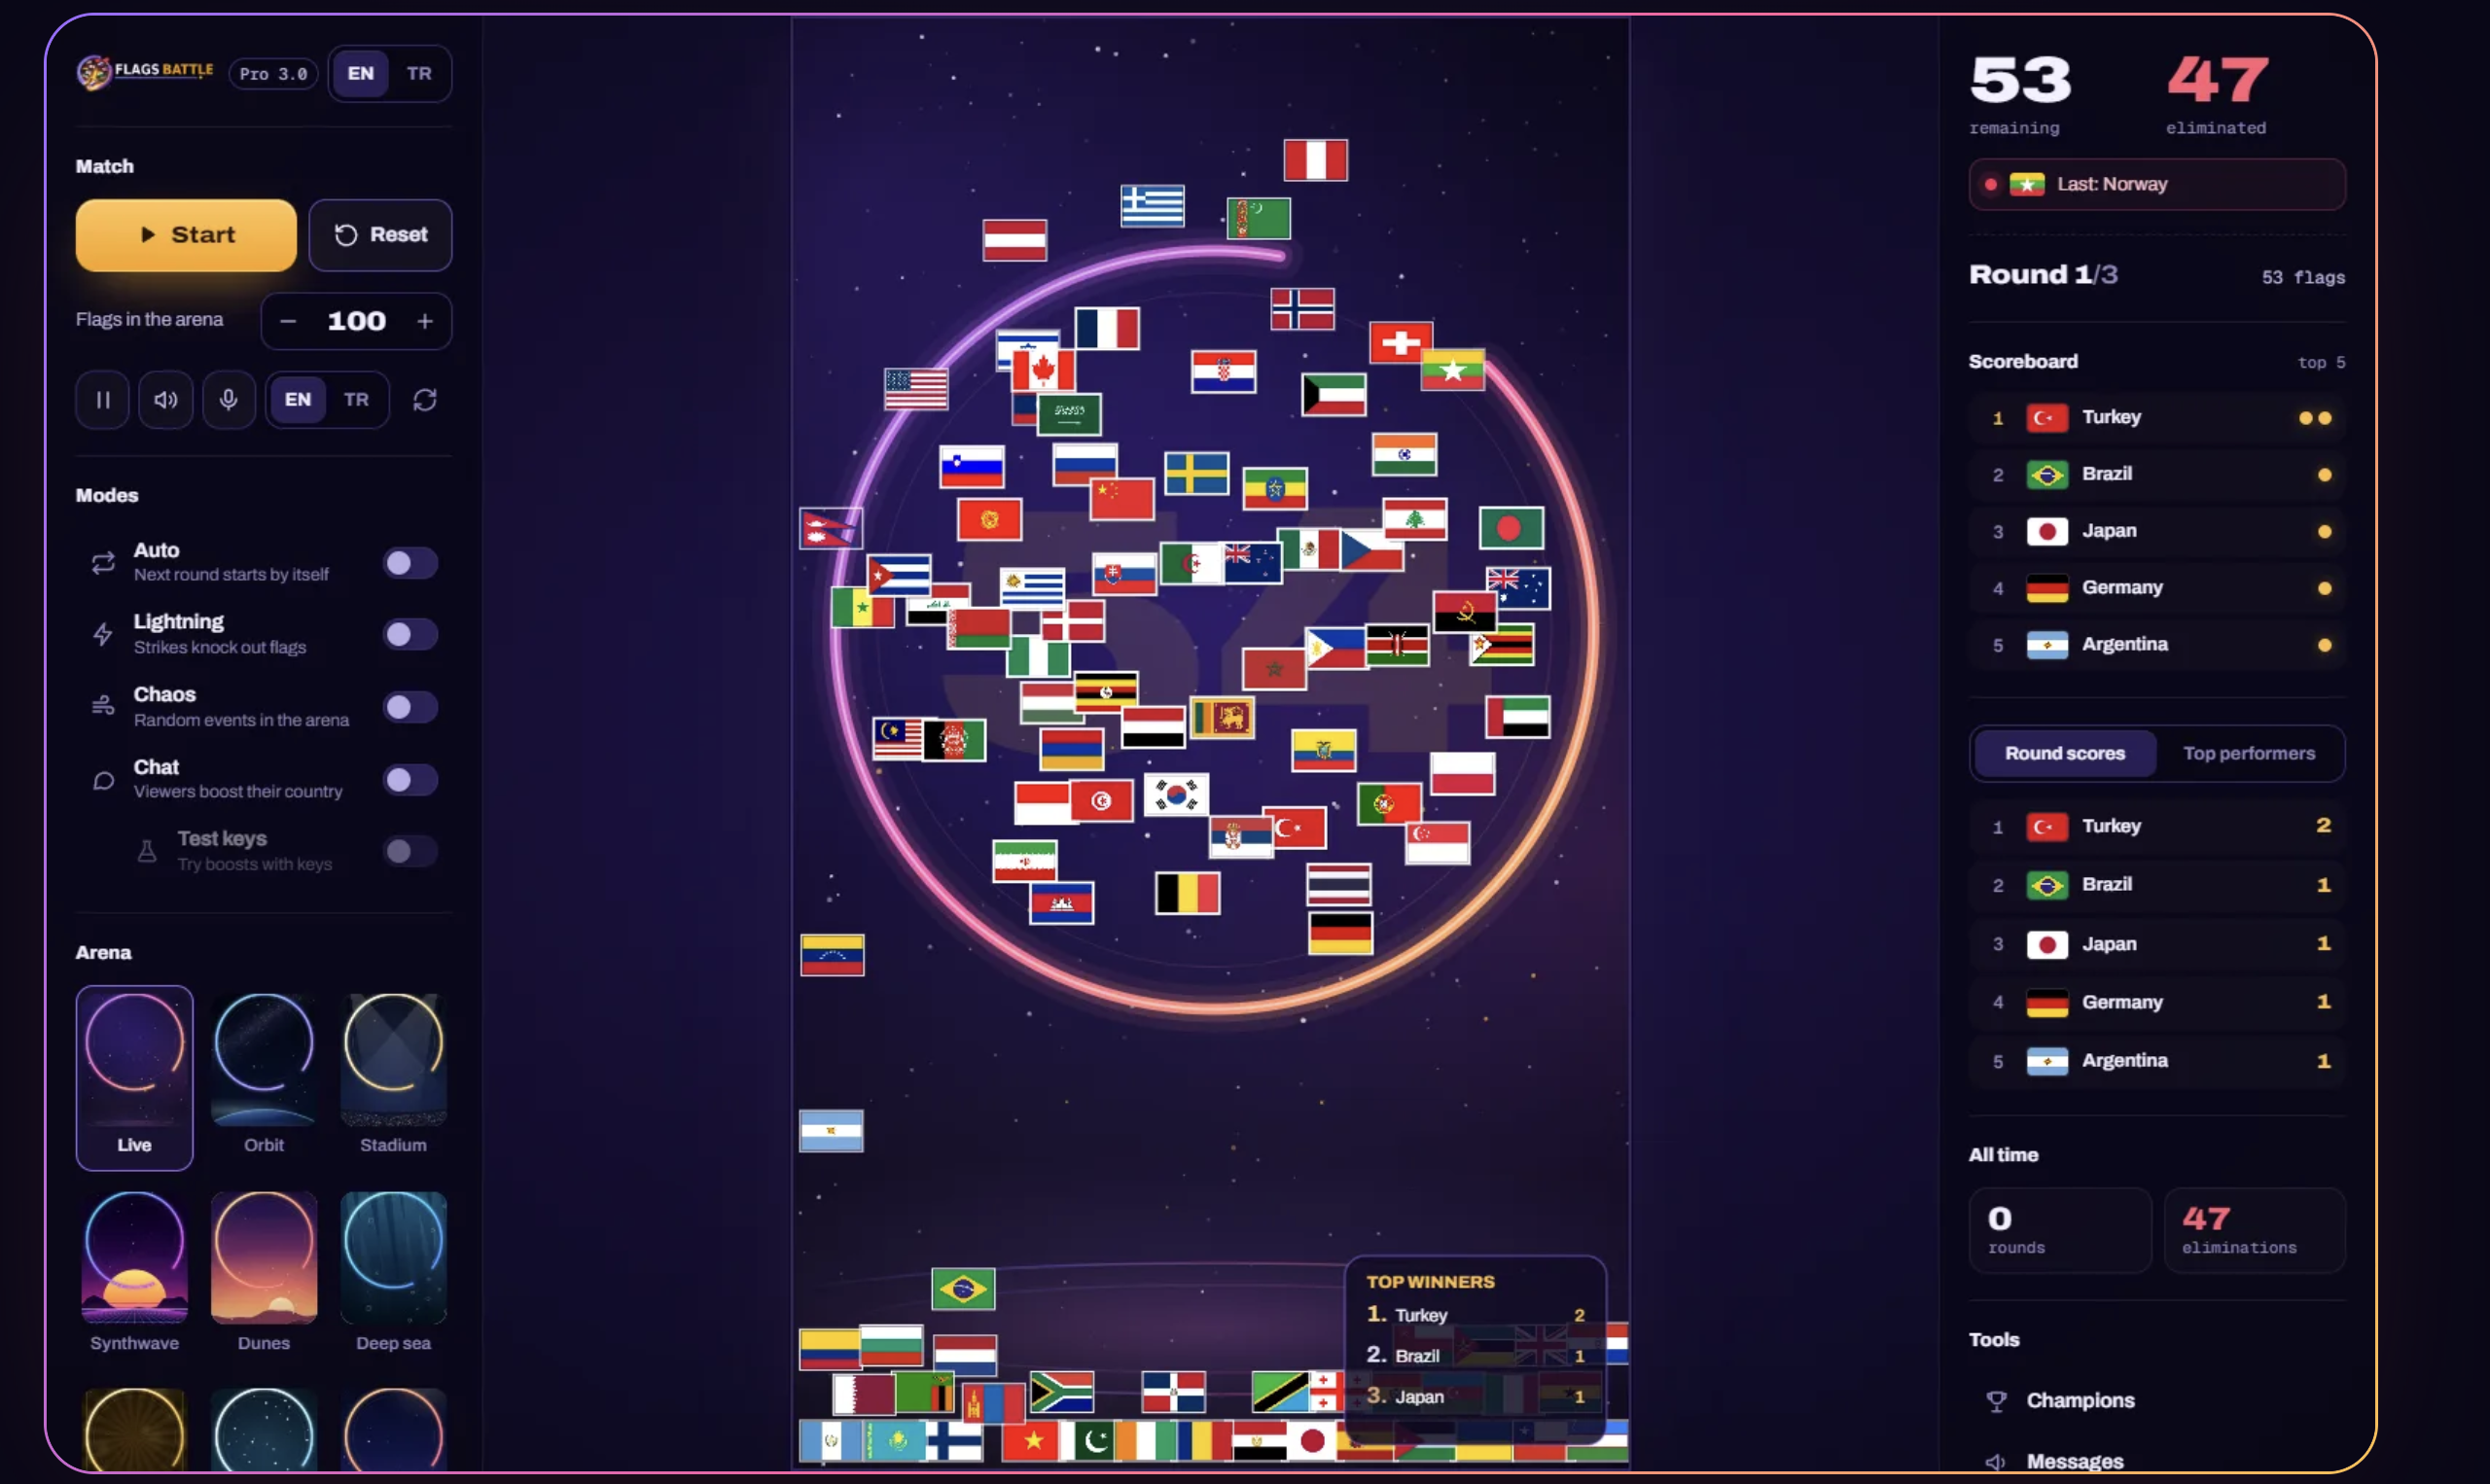 FLAGS BATTLE
Pro 3.0
EN
TR
Match
Start
Reset
Flags in the arena
−
100
+
EN
TR
Modes
Auto
Next round starts by itself
Lightning
Strikes knock out flags
Chaos
Random events in the arena
Chat
Viewers boost their country
Test keys
Try boosts with keys
Arena
Live
Orbit
Stadium
Synthwave
Dunes
Deep sea
54
TOP WINNERS
1. Turkey 2
2. Brazil 1
3. Japan 1
53
remaining
47
eliminated
Last: Norway
Round 1/3
53 flags
Scoreboard
top 5
1 Turkey
2 Brazil
3 Japan
4 Germany
5 Argentina
Round scores
Top performers
1 Turkey 2
2 Brazil 1
3 Japan 1
4 Germany 1
5 Argentina 1
All time
0
rounds
47
eliminations
Tools
Champions
Messages